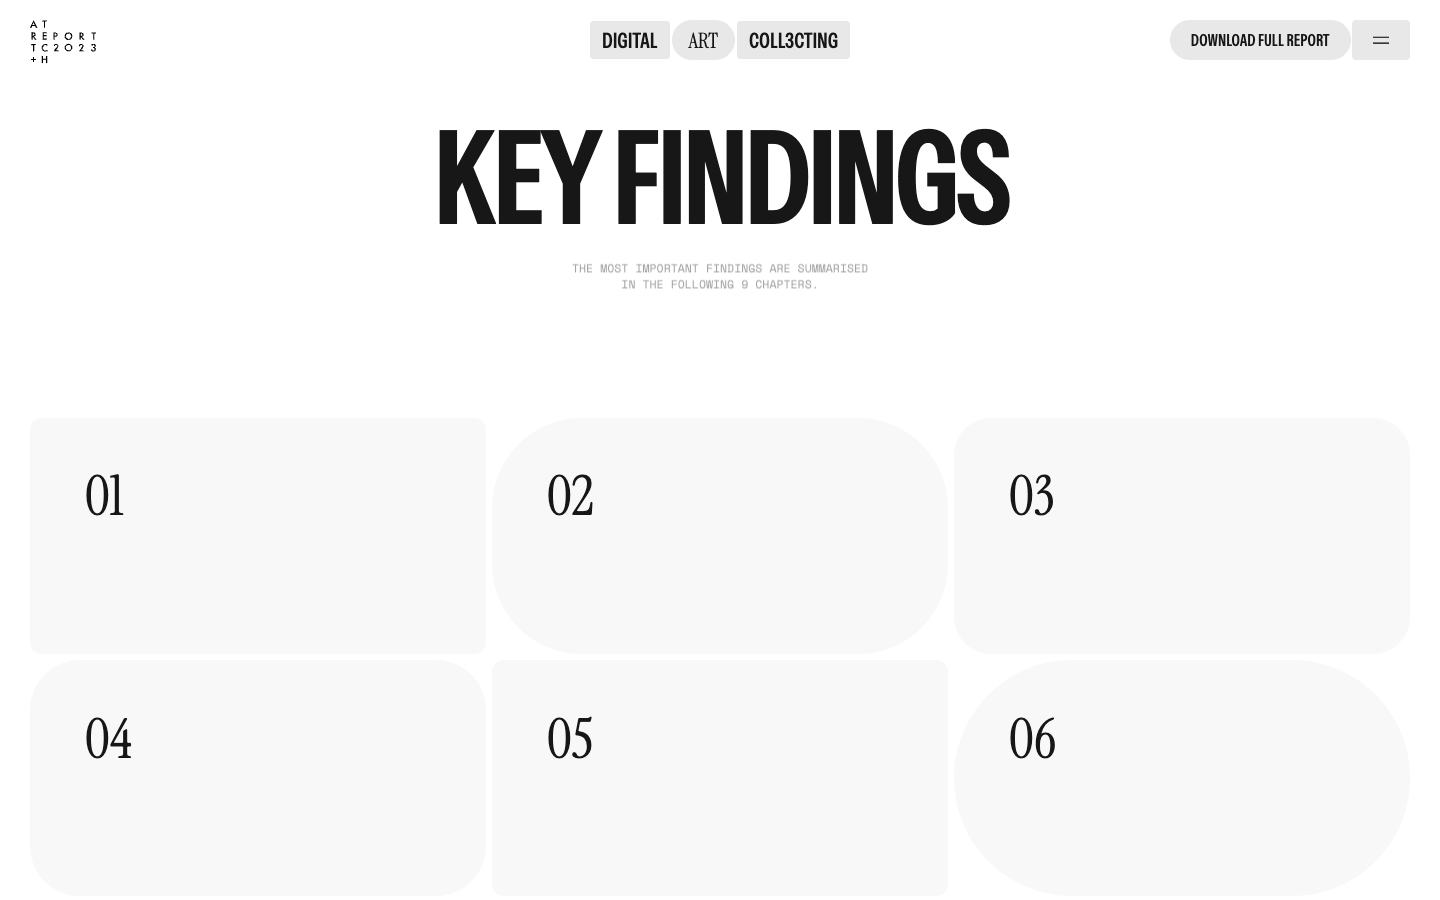 AT
REPORT
TC2023
+H
DIGITAL ART COLL3CTING
DOWNLOAD FULL REPORT
KEY FINDINGS
THE MOST IMPORTANT FINDINGS ARE SUMMARISED
IN THE FOLLOWING 9 CHAPTERS.
01
02
03
04
05
06